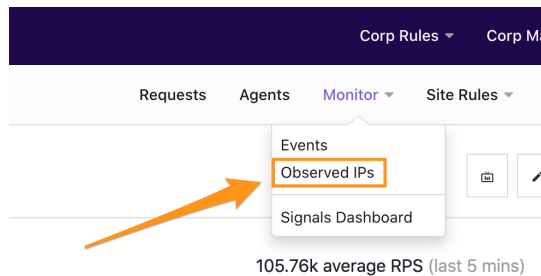 Corp Rules Corp Ma
Requests Agents Monitor Site Rules
Events
Observed IPs
Signals Dashboard
105.76k average RPS (last 5 mins)